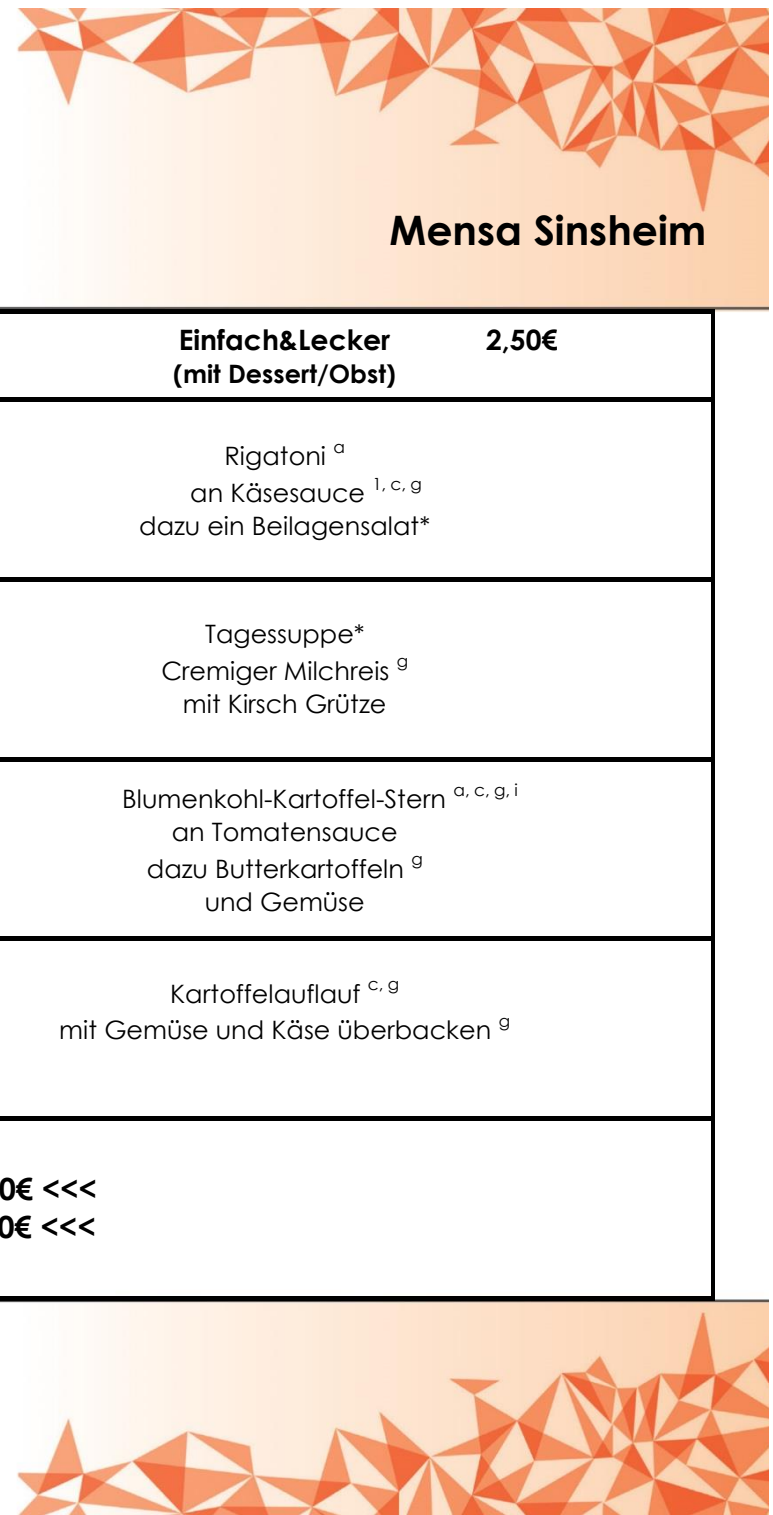 Mensa Sinsheim
Einfach&Lecker 2,50€
(mit Dessert/Obst)
Rigatoni a
an Käsesauce 1, c, g
dazu ein Beilagensalat*
Tagessuppe*
Cremiger Milchreis g
mit Kirsch Grütze
Blumenkohl-Kartoffel-Stern a, c, g, i
an Tomatensauce
dazu Butterkartoffeln g
und Gemüse
Kartoffelauflauf c, g
mit Gemüse und Käse überbacken g
0€ <<<
0€ <<<